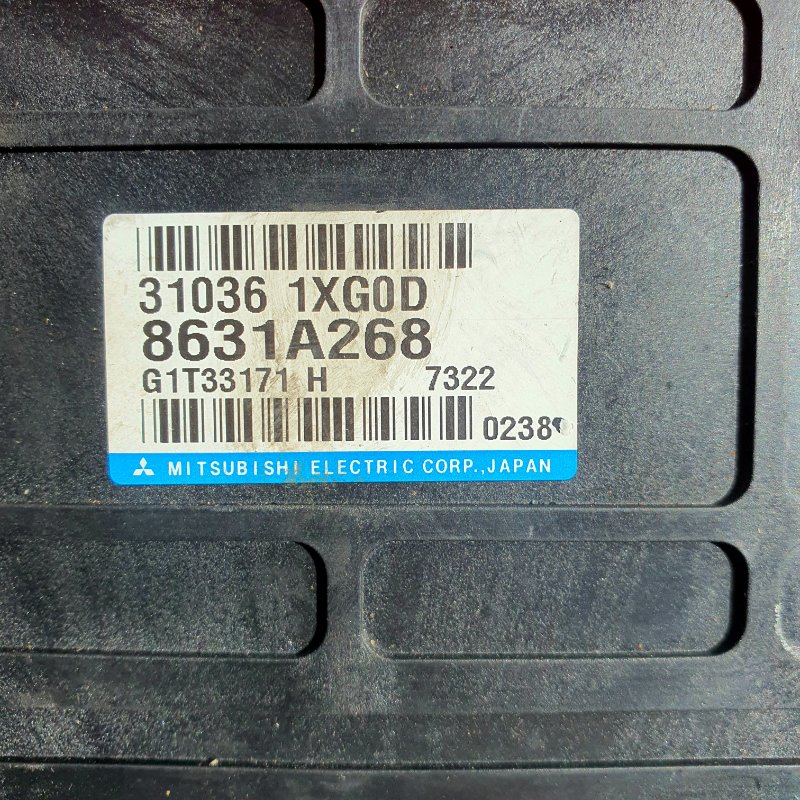 31036 1XG0D
8631A268
G1T33171 H 7322
0238
MITSUBISHI ELECTRIC CORP.,JAPAN